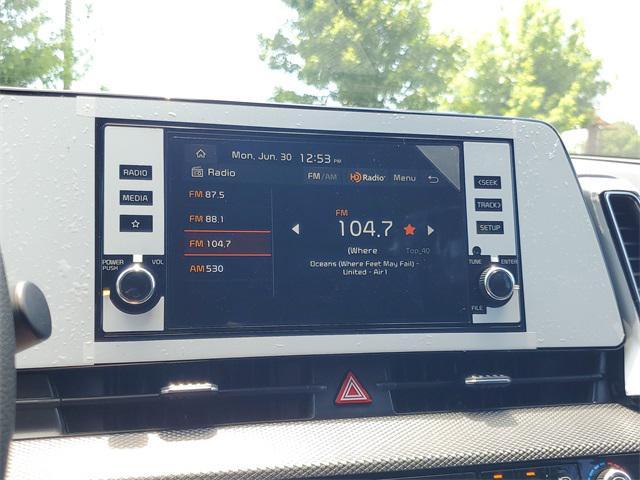 Mon, Jun. 30 12:53 PM
RADIO
MEDIA
POWER PUSH VOL
Radio
FM/AM HD Radio Menu
FM 87.5
FM 88.1
FM 104.7
AM 530
FM
104.7
(Where Top_40
Oceans (Where Feet May Fail) -
United - Air1
<SEEK
TRACK>
SETUP
TUNE ENTER
FILE